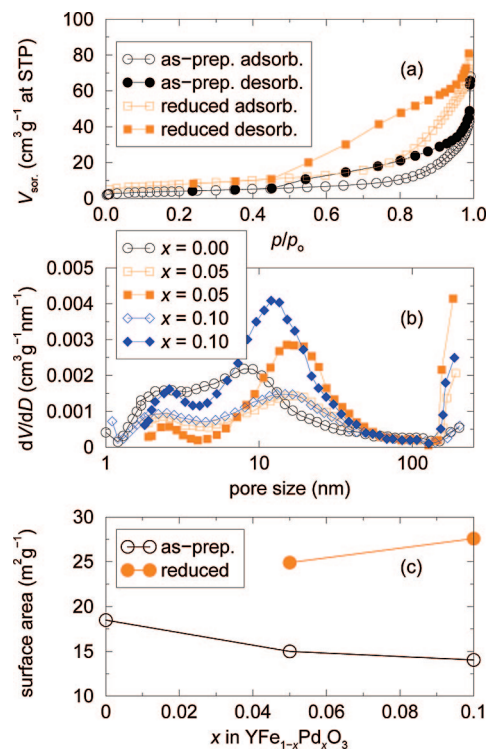 100
80
60
40
20
0
V_sor. (cm³g⁻¹ at STP)
as-prep. adsorb.
as-prep. desorb.
reduced adsorb.
reduced desorb.
(a)
0.0 0.2 0.4 0.6 0.8 1.0
p/p_o
x = 0.00
x = 0.05
x = 0.05
x = 0.10
x = 0.10
(b)
0.005
0.004
0.003
0.002
0.001
0
dV/dD (cm³g⁻¹nm⁻¹)
1 10 100
pore size (nm)
30
25
20
15
10
surface area (m²g⁻¹)
as-prep.
reduced
(c)
0 0.02 0.04 0.06 0.08 0.1
x in YFe₁₋ₓPdₓO₃